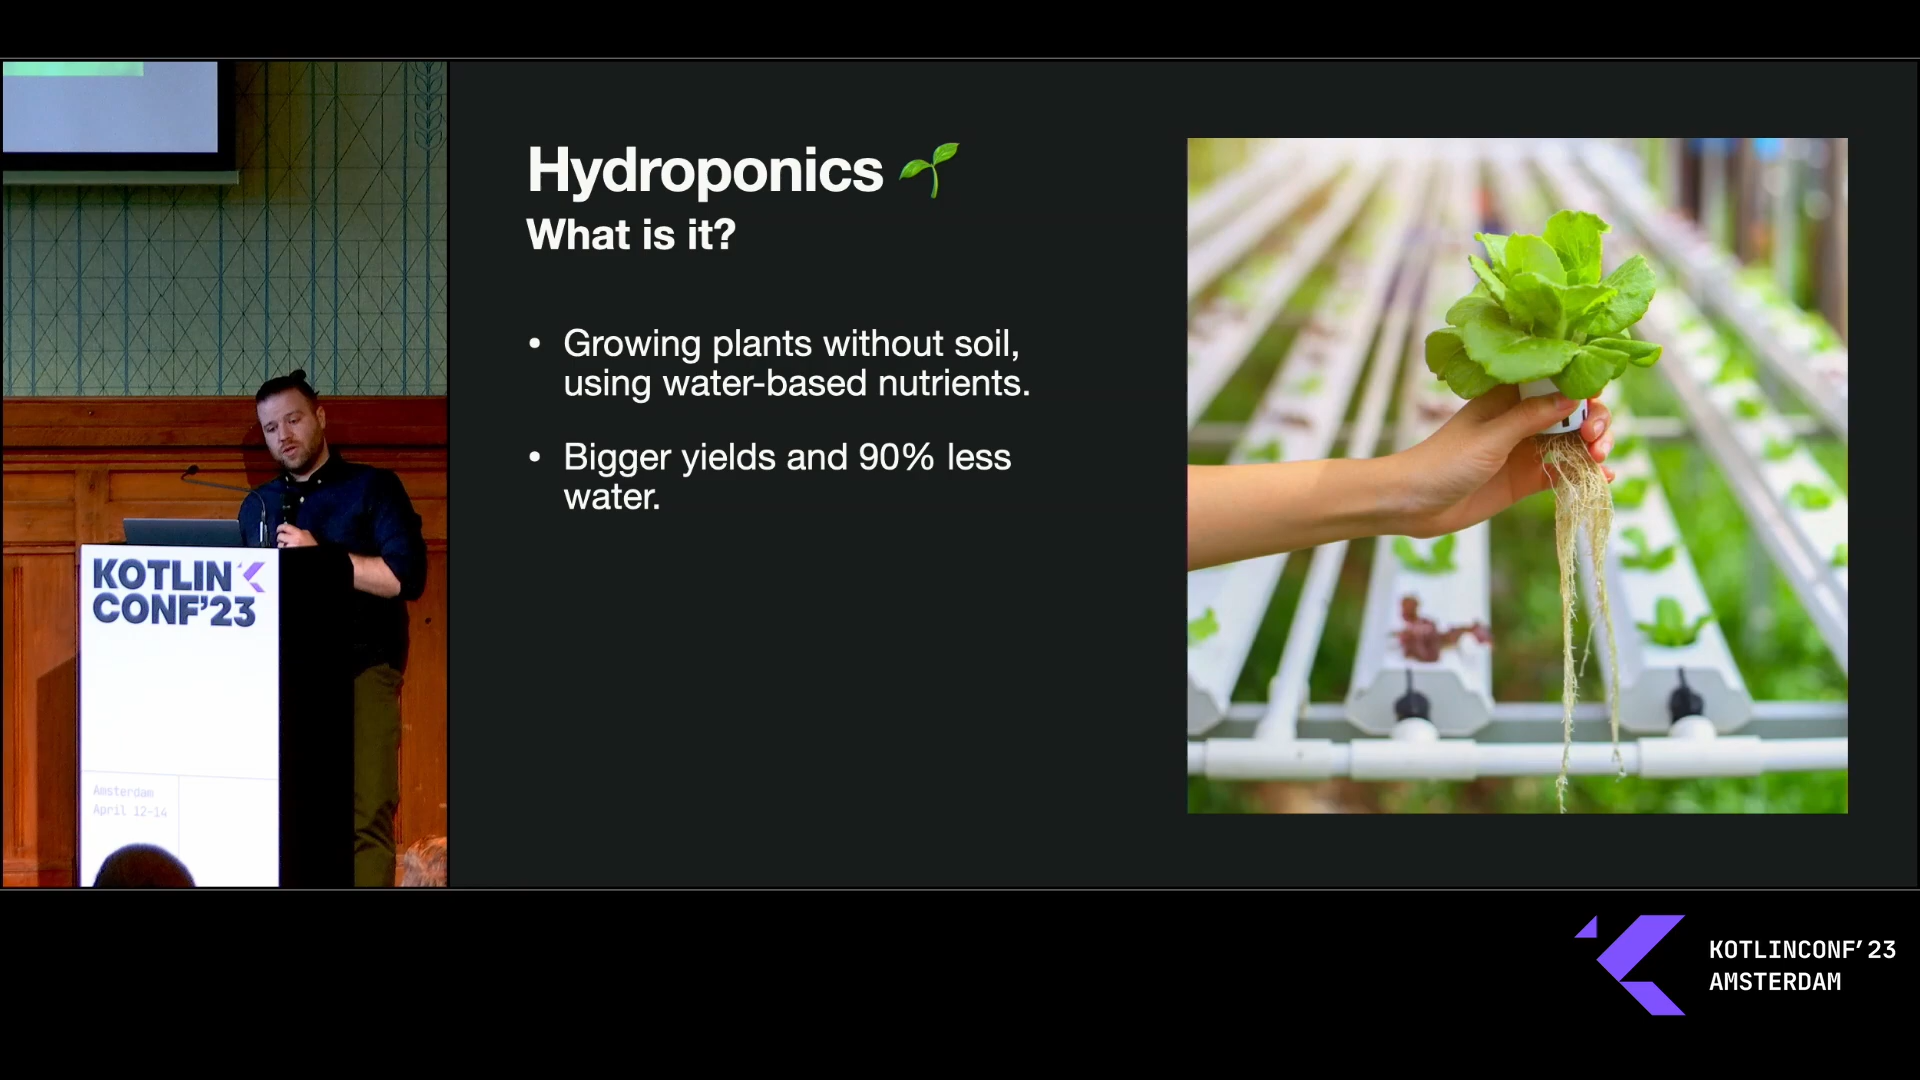 Hydroponics 🌱
What is it?
• Growing plants without soil,
using water-based nutrients.
• Bigger yields and 90% less
water.
KOTLIN
CONF’23
Amsterdam
April 12-14
KOTLINCONF’23
AMSTERDAM